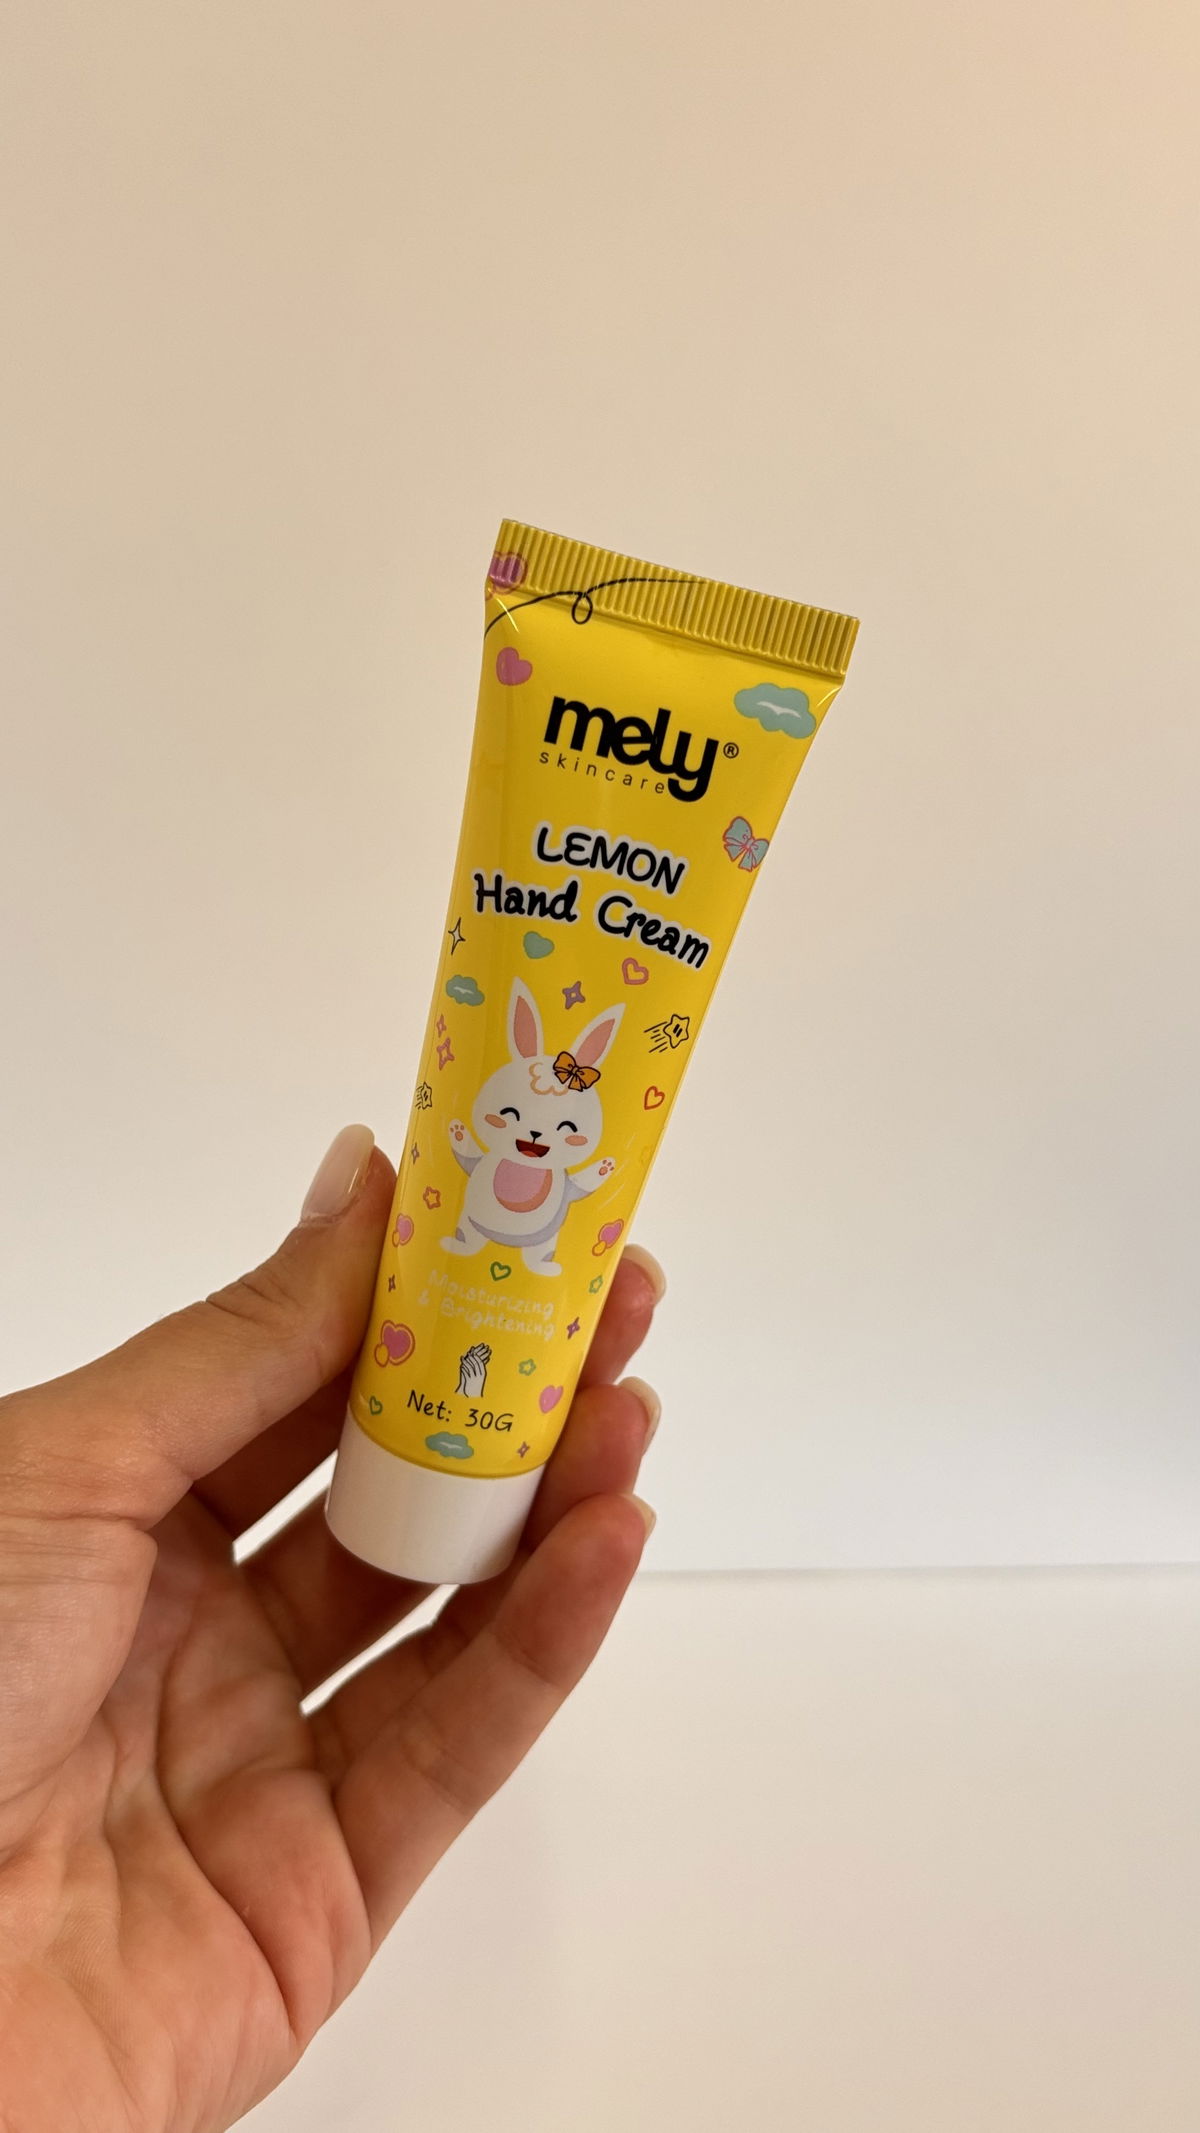 mely®
skincare
LEMON
Hand Cream
Moisturizing
& Brightening
Net: 30G